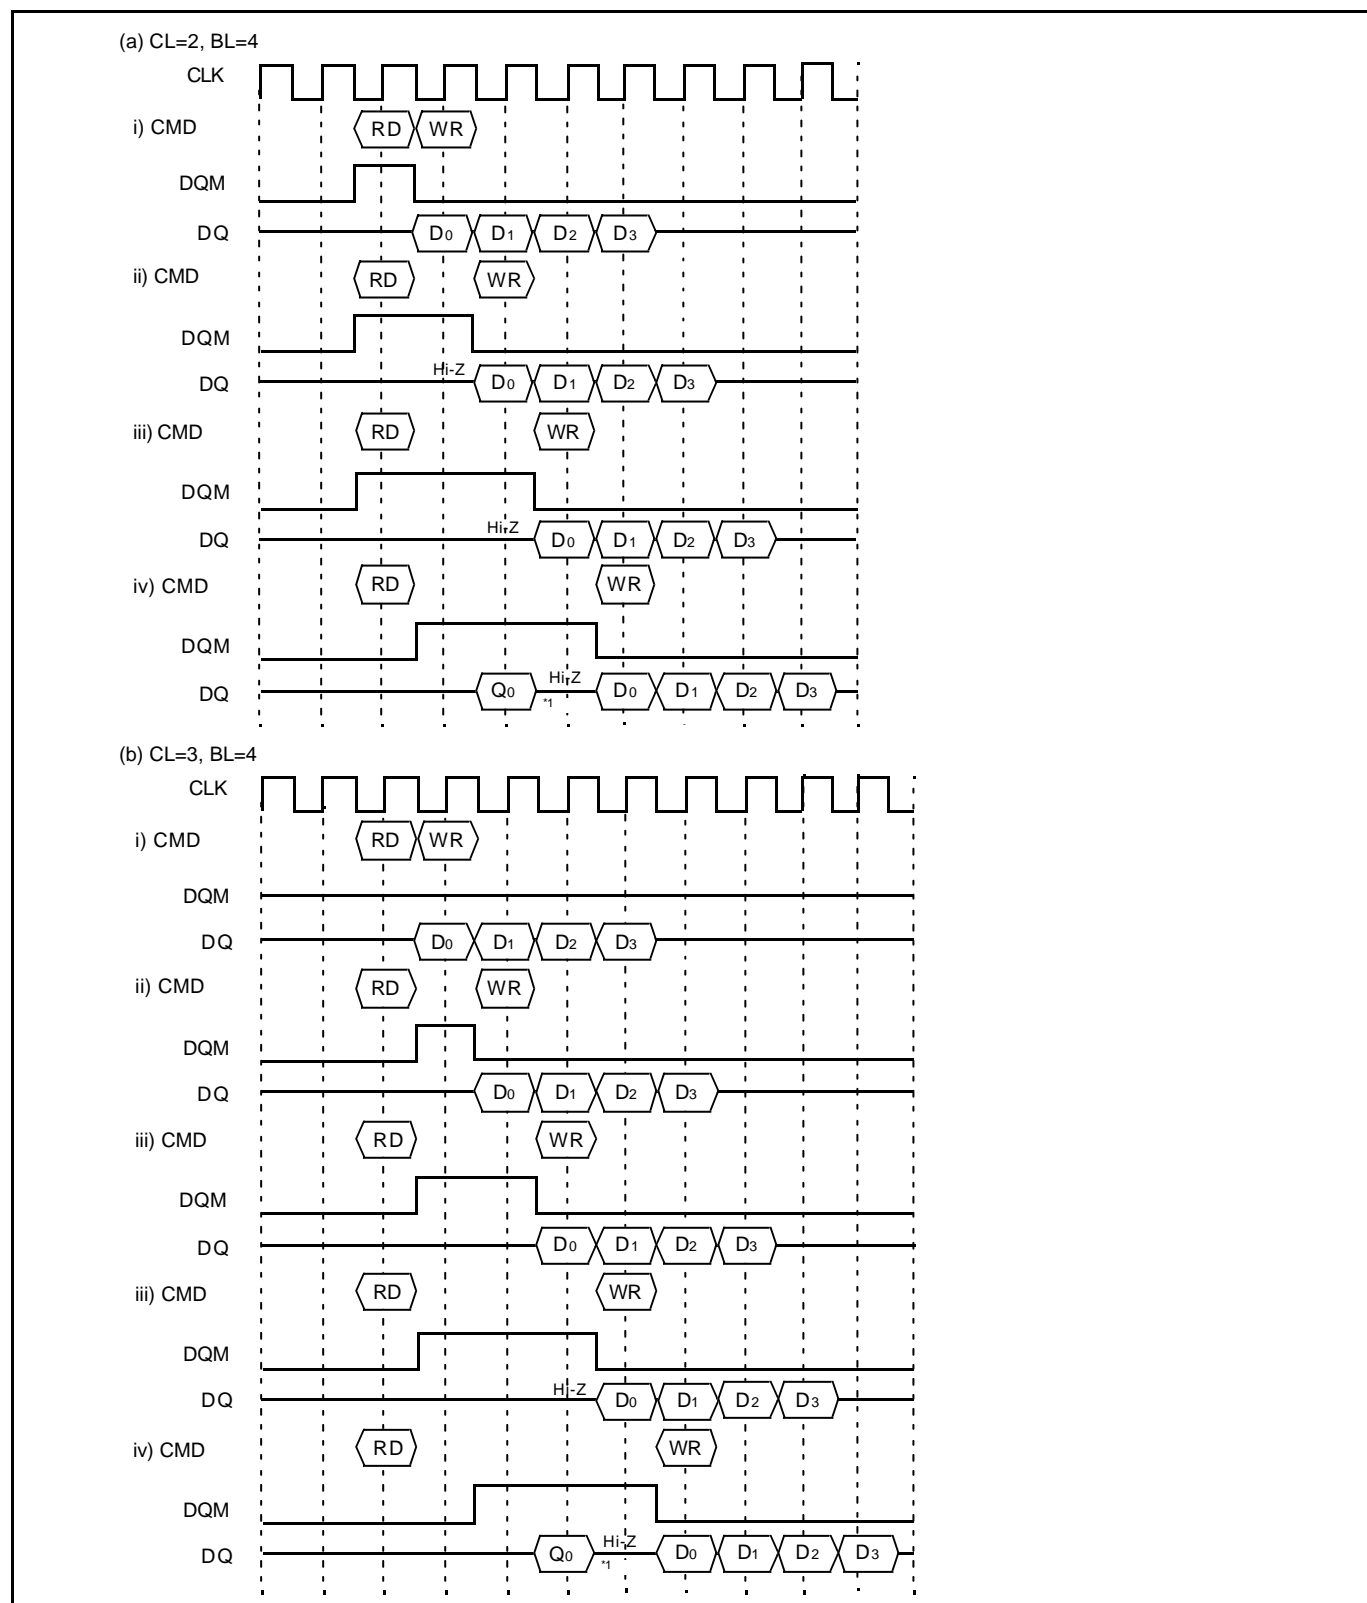 (a) CL=2, BL=4
CLK
i) CMD RD WR
DQM
DQ D0 D1 D2 D3
ii) CMD RD WR
DQM
Hi-Z
DQ D0 D1 D2 D3
iii) CMD RD WR
DQM
Hi-Z
DQ D0 D1 D2 D3
iv) CMD RD WR
DQM
Hi-Z
DQ Q0 D0 D1 D2 D3
*1
(b) CL=3, BL=4
CLK
i) CMD RD WR
DQM
DQ D0 D1 D2 D3
ii) CMD RD WR
DQM
DQ D0 D1 D2 D3
iii) CMD RD WR
DQM
DQ D0 D1 D2 D3
iii) CMD RD WR
DQM
Hi-Z
DQ D0 D1 D2 D3
iv) CMD RD WR
DQM
Hi-Z
DQ Q0 D0 D1 D2 D3
*1